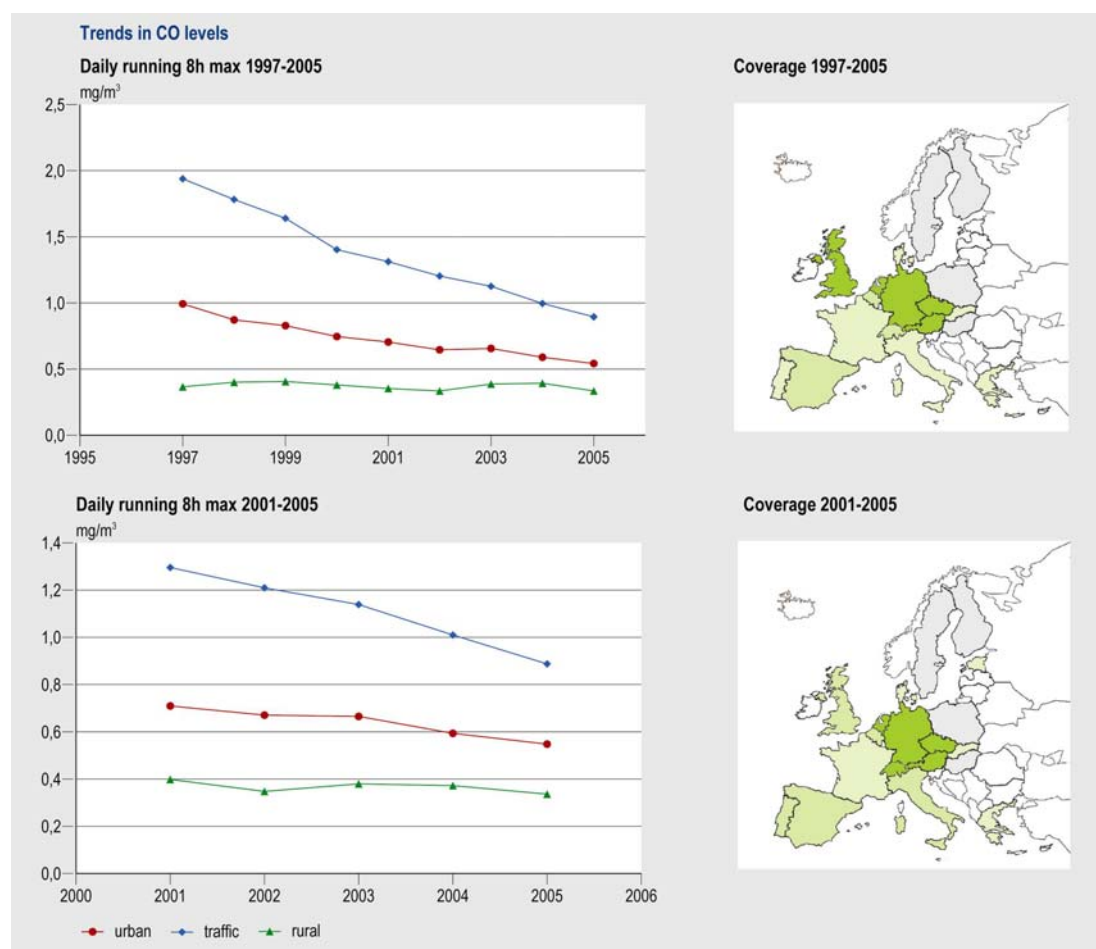 Trends in CO levels
Daily running 8h max 1997-2005
mg/m³
2,5
2,0
1,5
1,0
0,5
0,0
1995 1997 1999 2001 2003 2005
Coverage 1997-2005
Daily running 8h max 2001-2005
mg/m³
1,4
1,2
1,0
0,8
0,6
0,4
0,2
0,0
2000 2001 2002 2003 2004 2005 2006
urban traffic rural
Coverage 2001-2005